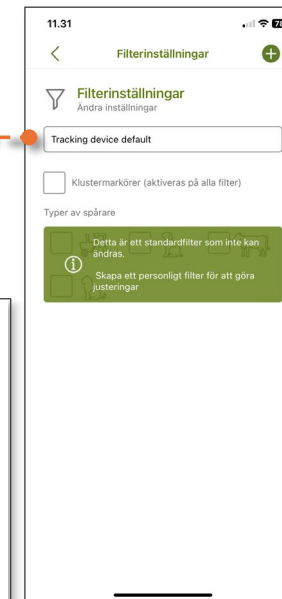 11.31
73
Filterinställningar
Filterinställningar
Ändra inställningar
Tracking device default
Klustermarkörer (aktiveras på alla filter)
Typer av spårare
Detta är ett standardfilter som inte kan
ändras.
Skapa ett personligt filter för att göra
justeringar